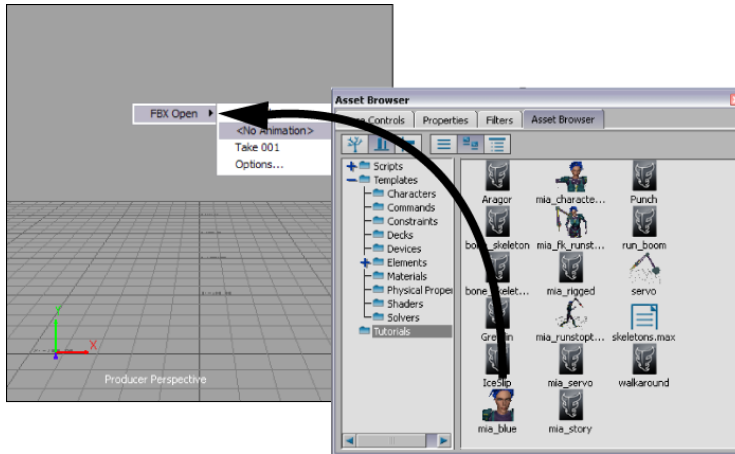 FBX Open
<No Animation>
Take 001
Options...
Y
X
Producer Perspective
Asset Browser
Controls
Properties
Filters
Asset Browser
Scripts
Templates
Characters
Commands
Constraints
Decks
Devices
Elements
Materials
Physical Proper
Shaders
Solvers
Tutorials
Aragor
mia_characte...
Punch
bone_skeleton
mia_fk_runst...
run_boom
bone_skelet...
mia_rigged
servo
Gremlin
mia_runstopt...
skeletons.max
IceSlip
mia_servo
walkaround
mia_blue
mia_story